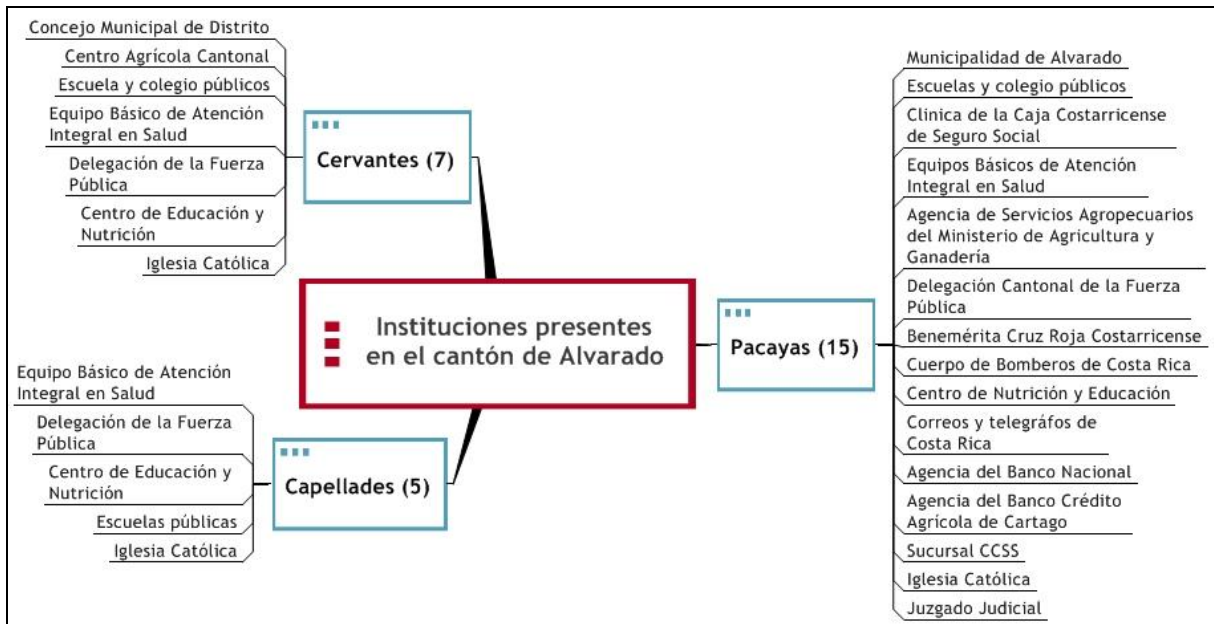 Concejo Municipal de Distrito
Centro Agrícola Cantonal
Escuela y colegio públicos
Equipo Básico de Atención
Integral en Salud
Delegación de la Fuerza
Pública
Centro de Educación y
Nutrición
Iglesia Católica
Cervantes (7)
Instituciones presentes
en el cantón de Alvarado
Equipo Básico de Atención
Integral en Salud
Delegación de la Fuerza
Pública
Centro de Educación y
Nutrición
Escuelas públicas
Iglesia Católica
Capellades (5)
Pacayas (15)
Municipalidad de Alvarado
Escuelas y colegio públicos
Clinica de la Caja Costarricense
de Seguro Social
Equipos Básicos de Atención
Integral en Salud
Agencia de Servicios Agropecuarios
del Ministerio de Agricultura y
Ganadería
Delegación Cantonal de la Fuerza
Pública
Benemérita Cruz Roja Costarricense
Cuerpo de Bomberos de Costa Rica
Centro de Nutrición y Educación
Correos y telegráfos de
Costa Rica
Agencia del Banco Nacional
Agencia del Banco Crédito
Agrícola de Cartago
Sucursal CCSS
Iglesia Católica
Juzgado Judicial